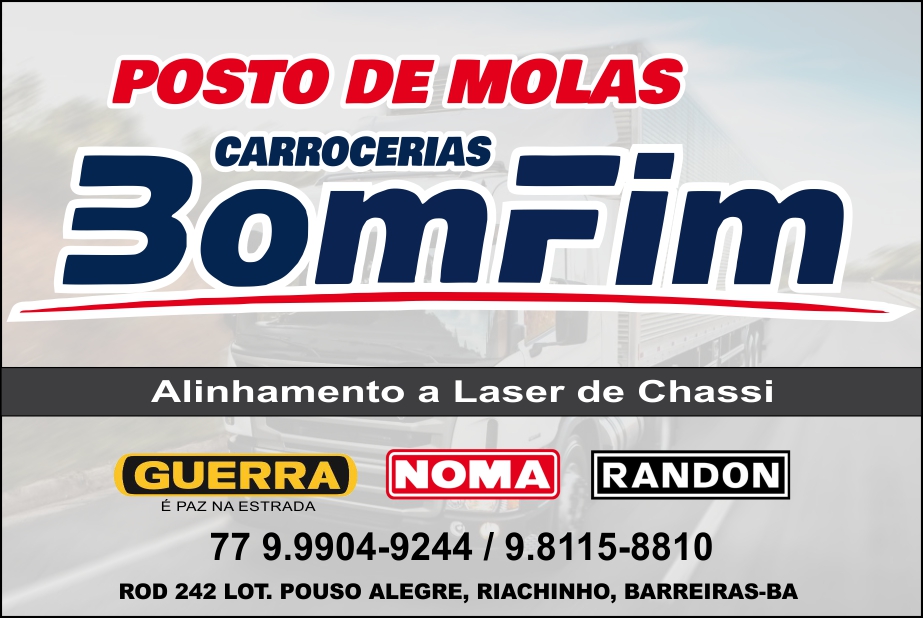 POSTO DE MOLAS
CARROCERIAS
BomFim
Alinhamento a Laser de Chassi
GUERRA
É PAZ NA ESTRADA
NOMA
RANDON
77 9.9904-9244 / 9.8115-8810
ROD 242 LOT. POUSO ALEGRE, RIACHINHO, BARREIRAS-BA